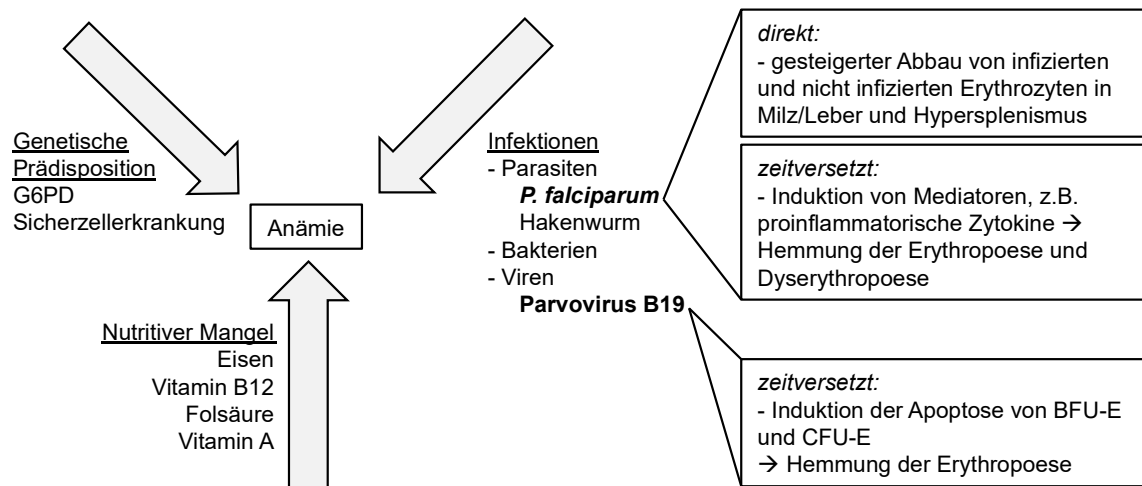 Genetische
Prädisposition
G6PD
Sicherzellerkrankung
Anämie
Nutritiver Mangel
Eisen
Vitamin B12
Folsäure
Vitamin A
Infektionen
- Parasiten
P. falciparum
Hakenwurm
- Bakterien
- Viren
Parvovirus B19
direkt:
- gesteigerter Abbau von infizierten
und nicht infizierten Erythrozyten in
Milz/Leber und Hypersplenismus
zeitversetzt:
- Induktion von Mediatoren, z.B.
proinflammatorische Zytokine →
Hemmung der Erythropoese und
Dyserythropoese
zeitversetzt:
- Induktion der Apoptose von BFU-E
und CFU-E
→ Hemmung der Erythropoese